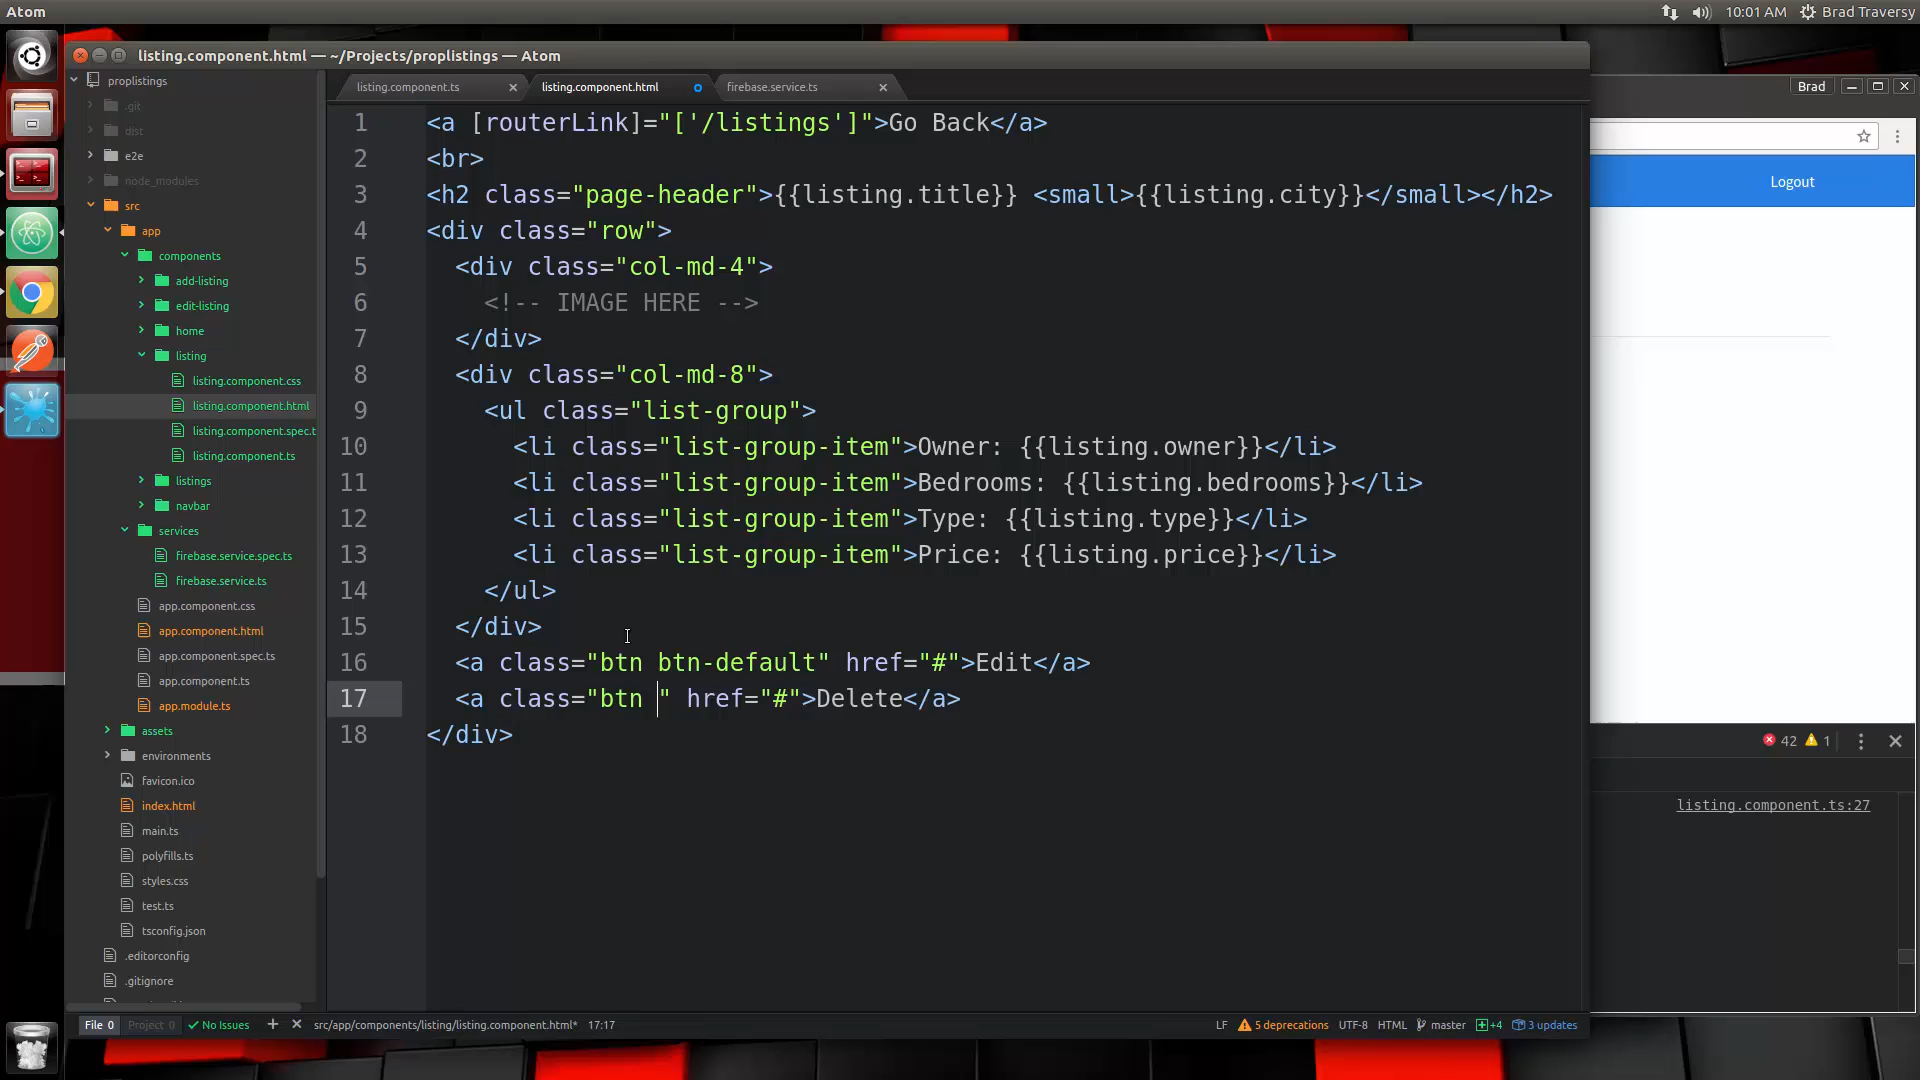 Atom
10:01 AM
Brad Traversy
listing.component.html — ~/Projects/proplistings — Atom
Brad
proplistings
.git
dist
e2e
node_modules
src
app
components
add-listing
edit-listing
home
listing
listing.component.css
listing.component.html
listing.component.spec.t
listing.component.ts
listings
navbar
services
firebase.service.spec.ts
firebase.service.ts
app.component.css
app.component.html
app.component.spec.ts
app.component.ts
app.module.ts
assets
environments
favicon.ico
index.html
main.ts
polyfills.ts
styles.css
test.ts
tsconfig.json
.editorconfig
.gitignore
listing.component.ts
listing.component.html
firebase.service.ts
1 <a [routerLink]="['/listings']">Go Back</a>
2 <br>
3 <h2 class="page-header">{{listing.title}} <small>{{listing.city}}</small></h2>
4 <div class="row">
5 <div class="col-md-4">
6 <!-- IMAGE HERE -->
7 </div>
8 <div class="col-md-8">
9 <ul class="list-group">
10 <li class="list-group-item">Owner: {{listing.owner}}</li>
11 <li class="list-group-item">Bedrooms: {{listing.bedrooms}}</li>
12 <li class="list-group-item">Type: {{listing.type}}</li>
13 <li class="list-group-item">Price: {{listing.price}}</li>
14 </ul>
15 </div>
16 <a class="btn btn-default" href="#">Edit</a>
17 <a class="btn " href="#">Delete</a>
18 </div>
Logout
42 1
listing.component.ts:27
File 0 Project 0 No Issues src/app/components/listing/listing.component.html* 17:17
LF 5 deprecations UTF-8 HTML master +4 3 updates